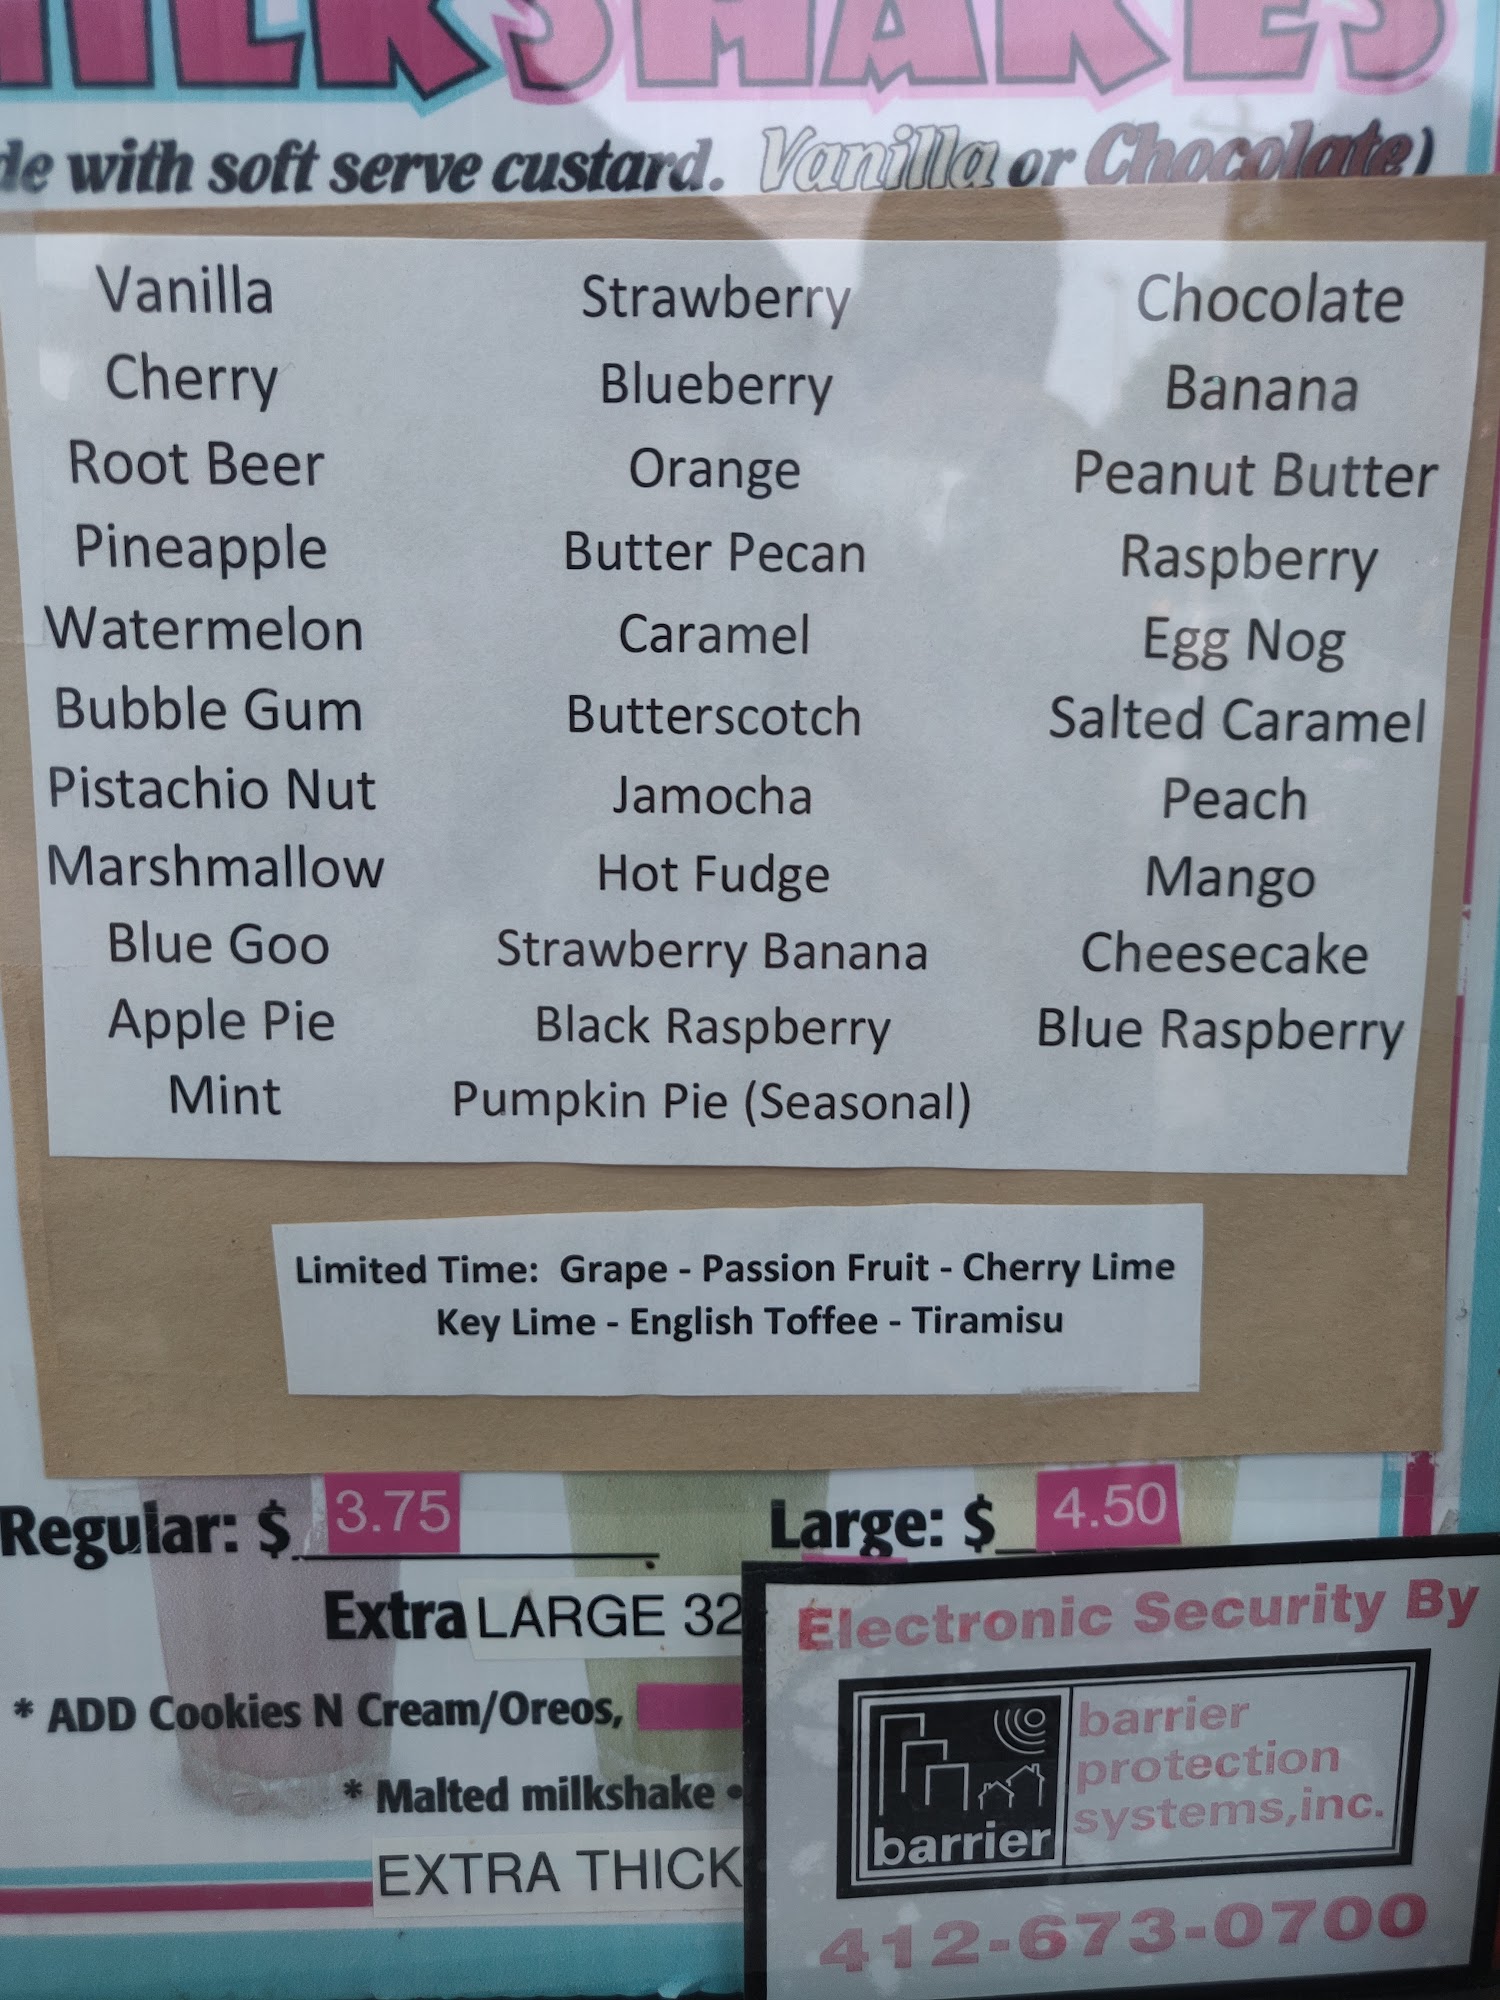 MILKSHAKES
de with soft serve custard. Vanilla or Chocolate)
Vanilla Strawberry Chocolate
Cherry Blueberry Banana
Root Beer Orange Peanut Butter
Pineapple Butter Pecan Raspberry
Watermelon Caramel Egg Nog
Bubble Gum Butterscotch Salted Caramel
Pistachio Nut Jamocha Peach
Marshmallow Hot Fudge Mango
Blue Goo Strawberry Banana Cheesecake
Apple Pie Black Raspberry Blue Raspberry
Mint Pumpkin Pie (Seasonal)
Limited Time: Grape - Passion Fruit - Cherry Lime
Key Lime - English Toffee - Tiramisu
Regular: $ 3.75 Large: $ 4.50
Extra LARGE 32
* ADD Cookies N Cream/Oreos,
* Malted milkshake •
EXTRA THICK
Electronic Security By
barrier
protection
systems,inc.
barrier
412-673-0700